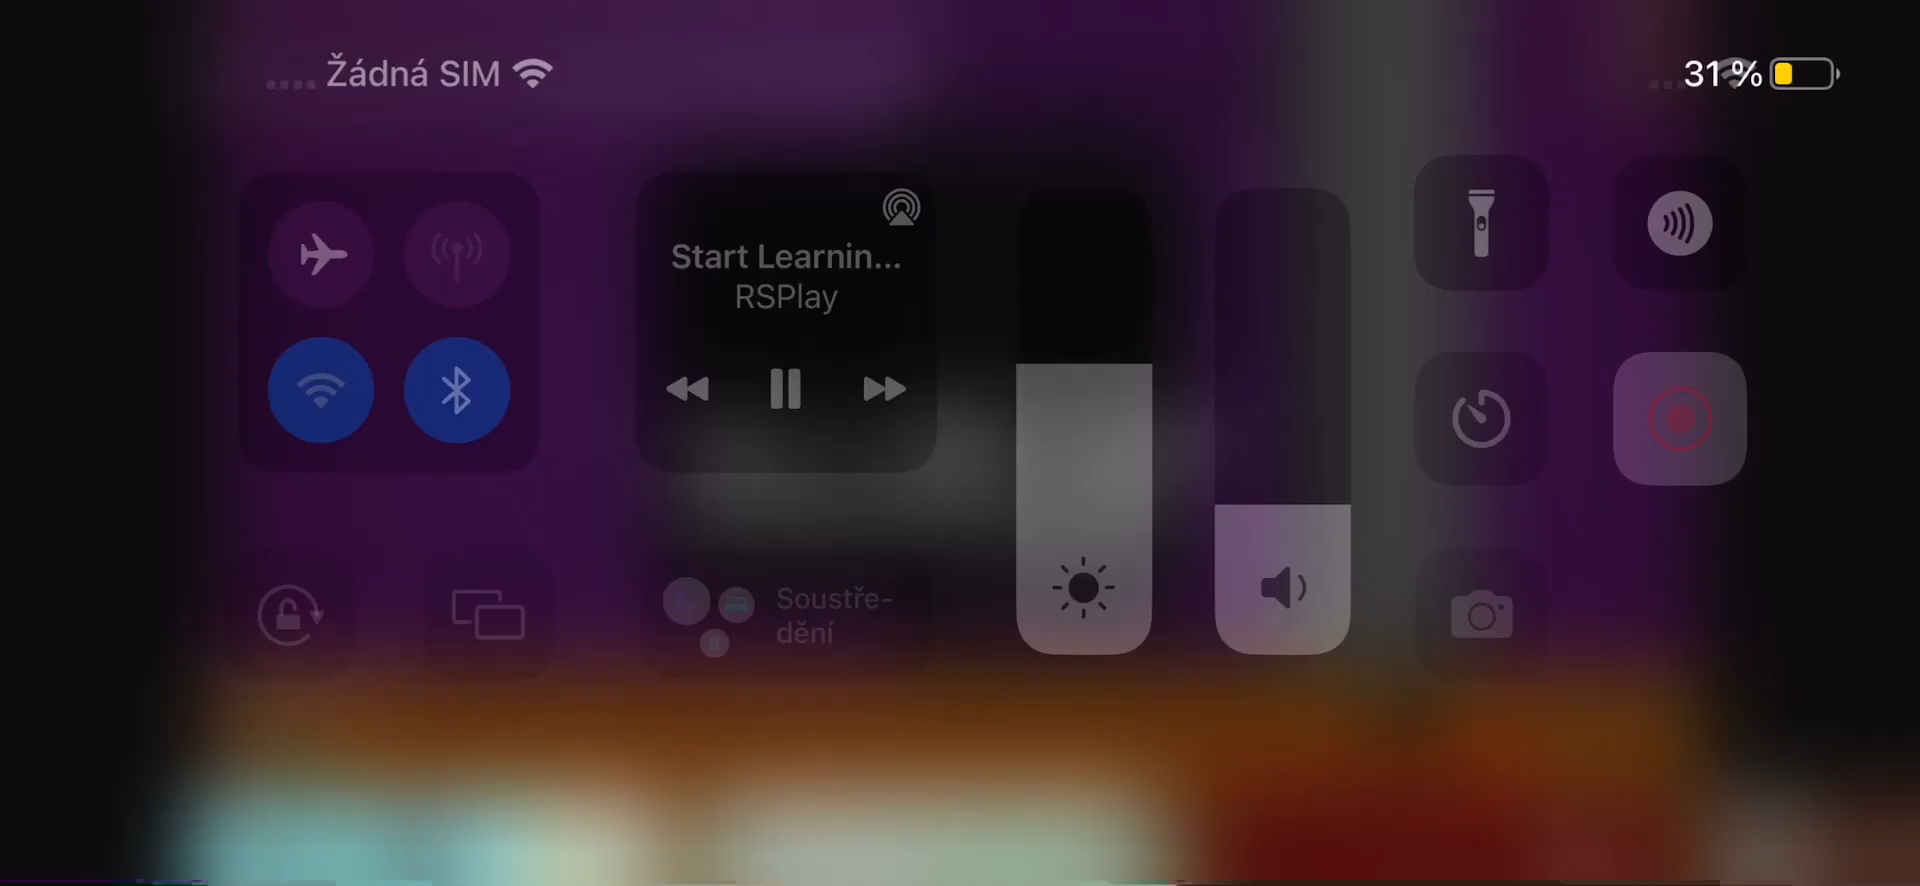 Žádná SIM
31 %
Start Learnin...
RSPlay
Soustře-
dění